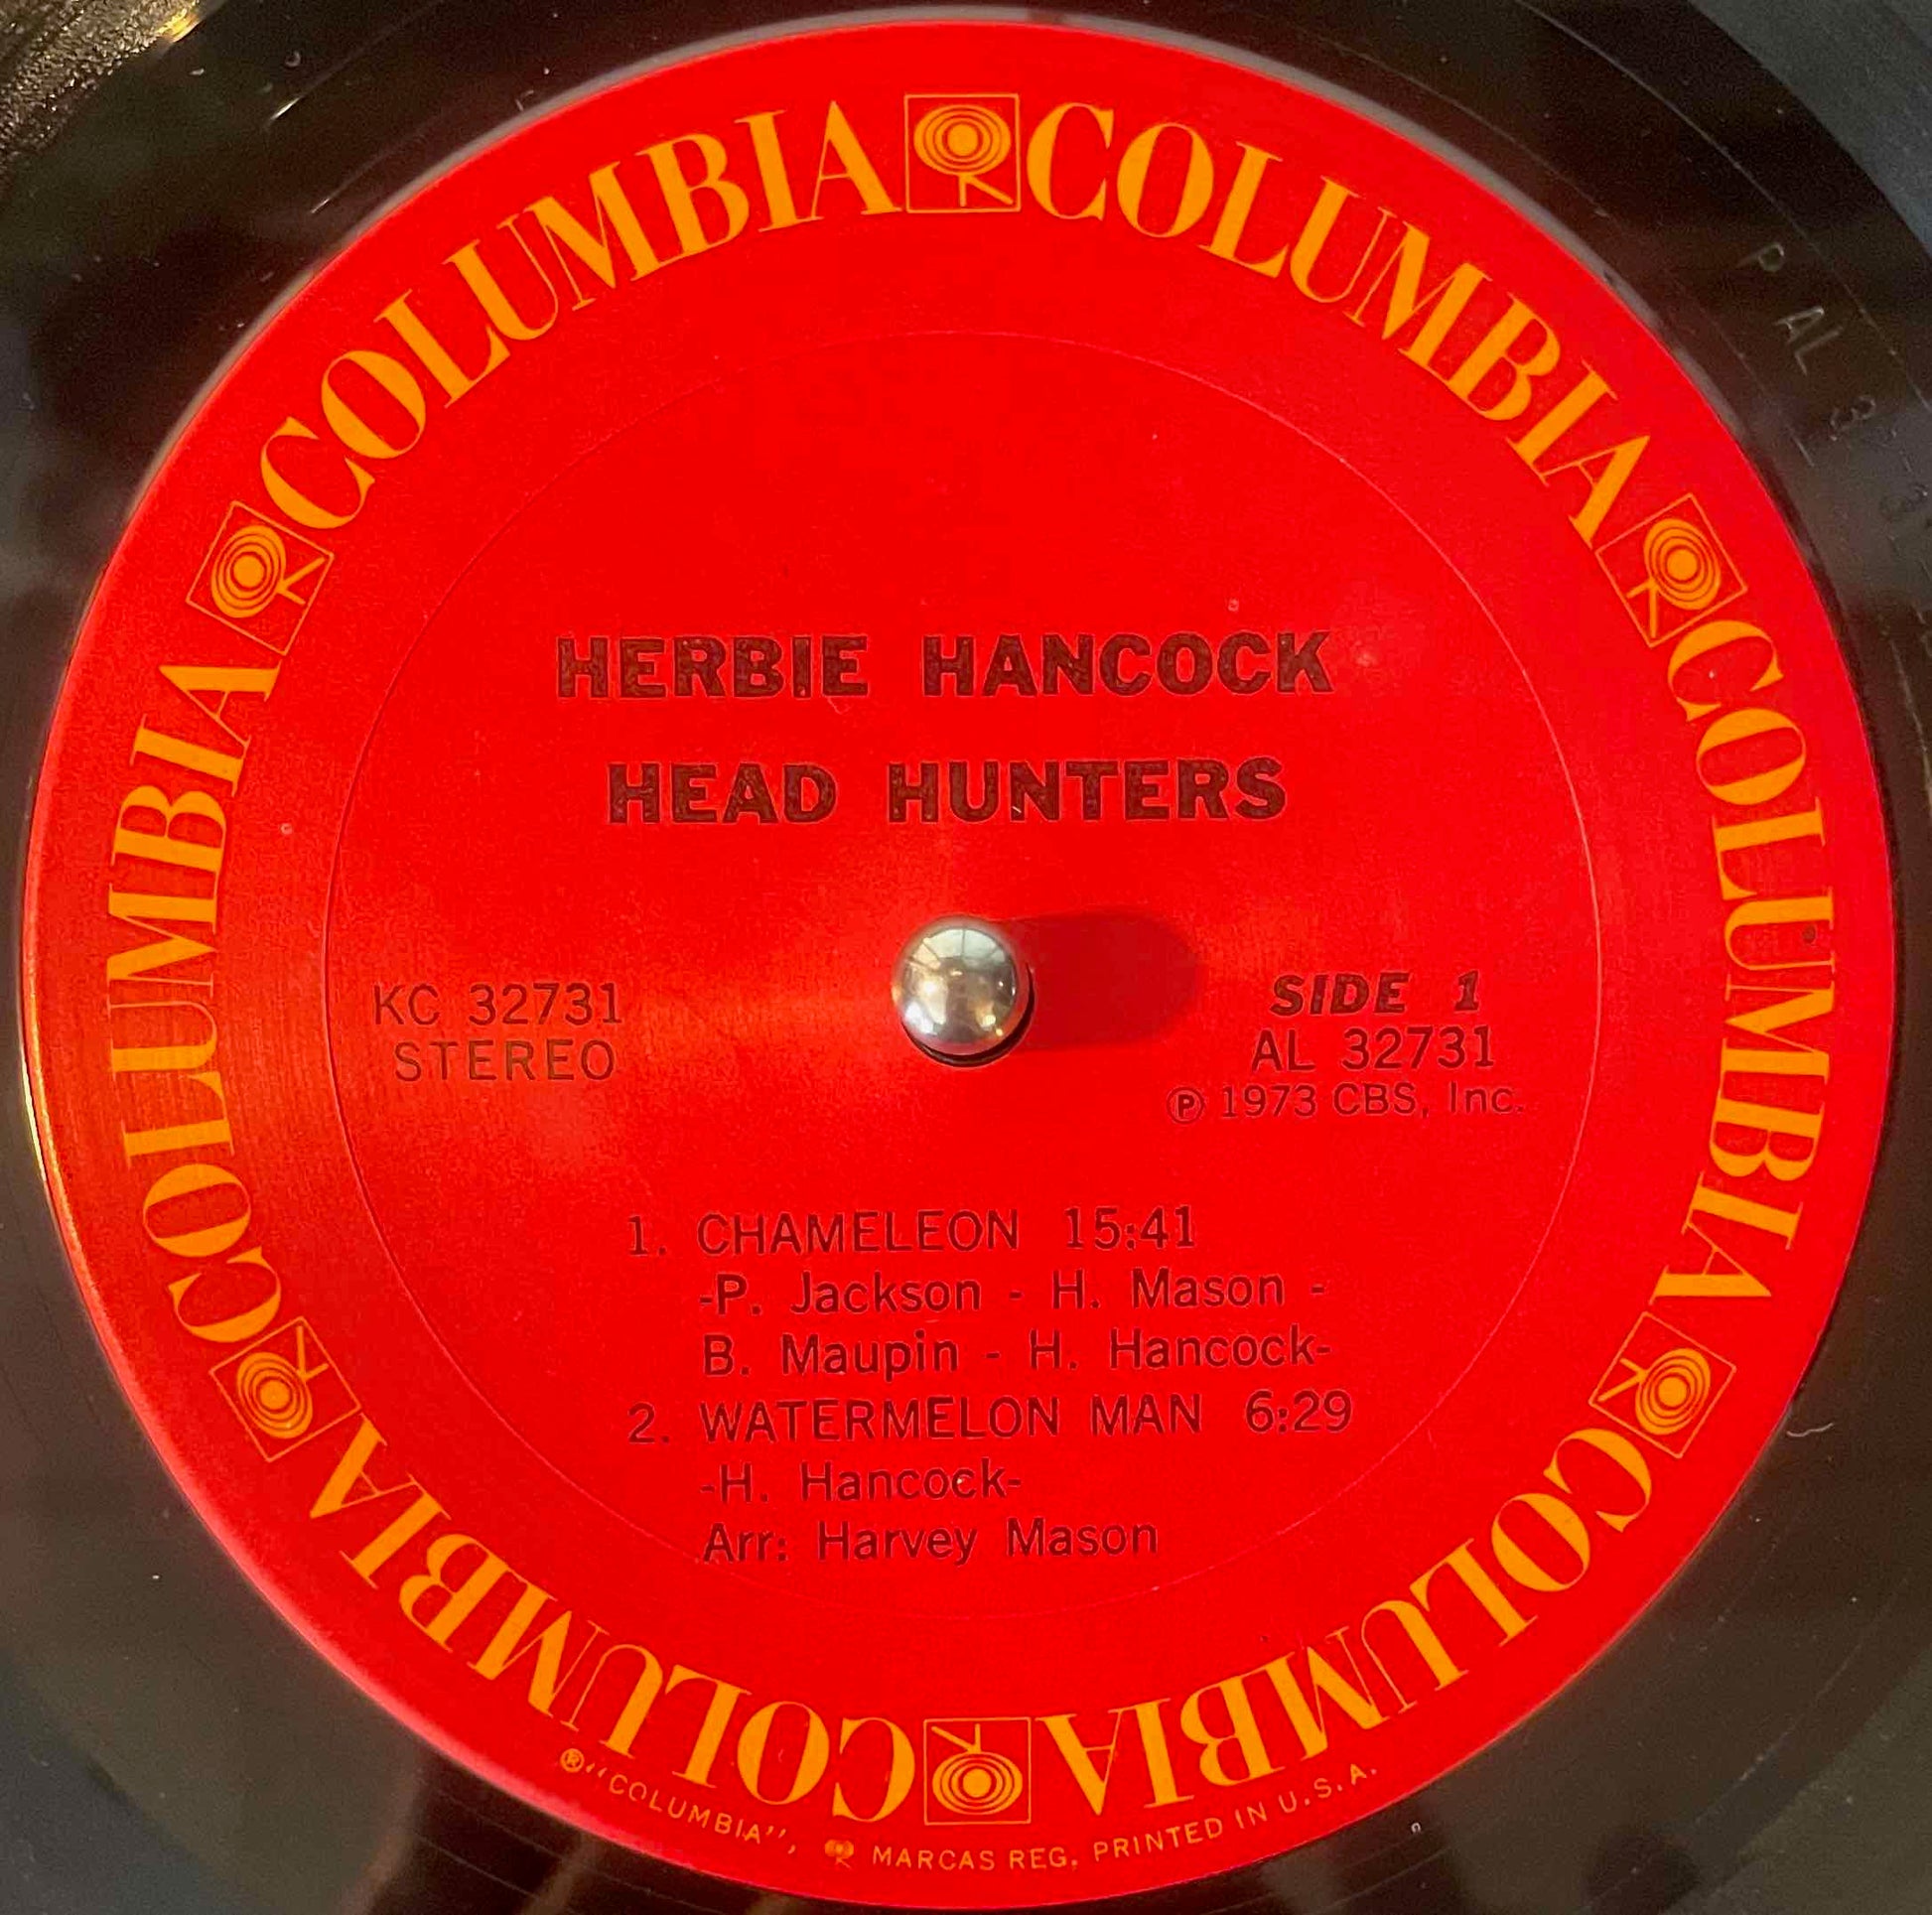 COLUMBIA COLUMBIA COLUMBIA COLUMBIA COLUMBIA COLUMBIA
HERBIE HANCOCK
HEAD HUNTERS
KC 32731
STEREO
SIDE 1
AL 32731
Ⓟ 1973 CBS, Inc.
1. CHAMELEON 15:41
-P. Jackson - H. Mason -
B. Maupin - H. Hancock-
2. WATERMELON MAN 6:29
-H. Hancock-
Arr: Harvey Mason
®"COLUMBIA", MARCAS REG. PRINTED IN U.S.A.
P AL 3